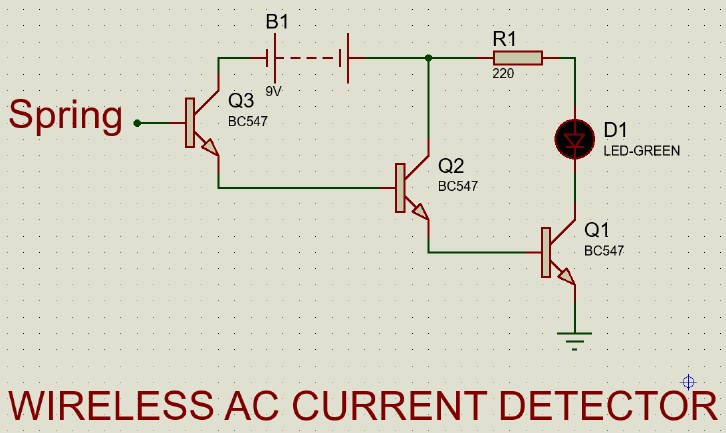 B1
9V
R1
220
Spring
Q3
BC547
D1
LED-GREEN
Q2
BC547
Q1
BC547
WIRELESS AC CURRENT DETECTOR